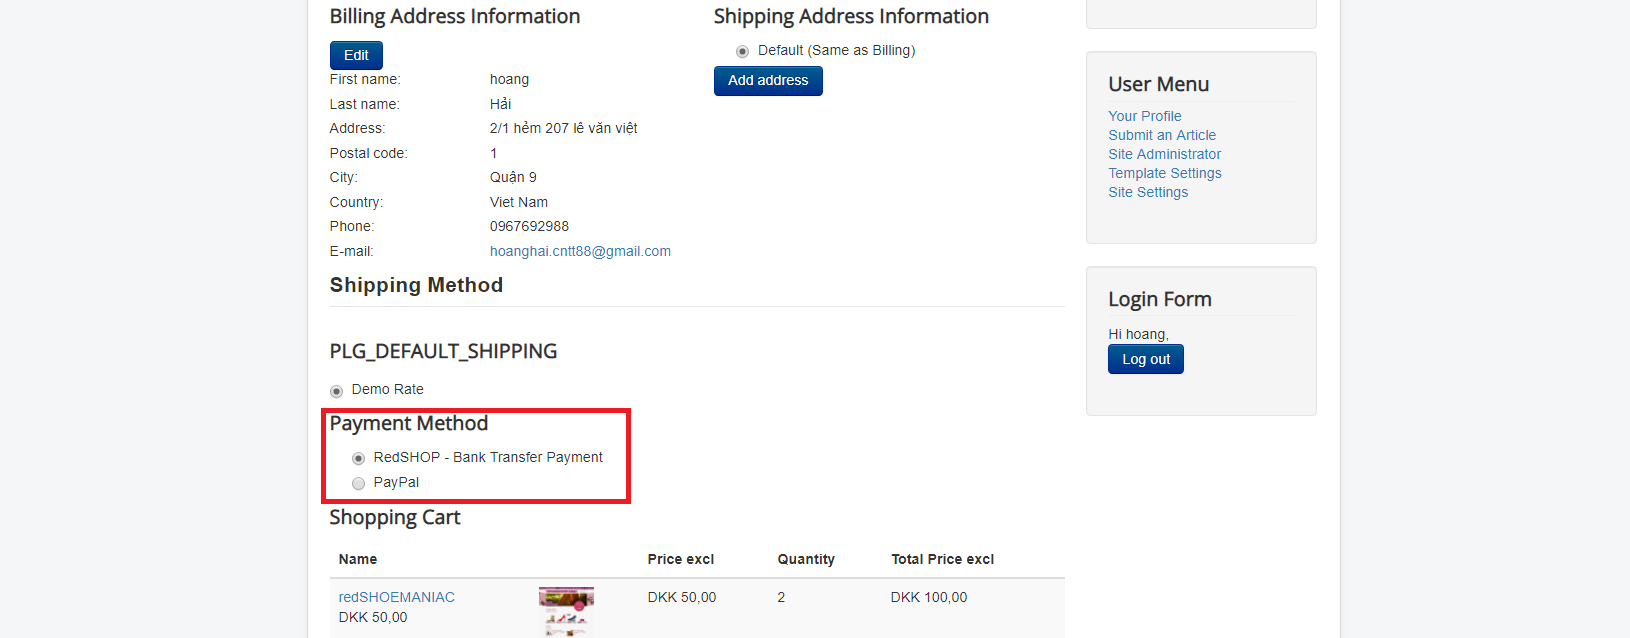 Billing Address Information
Edit
First name: hoang
Last name: Hải
Address: 2/1 hẻm 207 lê văn việt
Postal code: 1
City: Quận 9
Country: Viet Nam
Phone: 0967692988
E-mail: hoanghai.cntt88@gmail.com
Shipping Address Information
Default (Same as Billing)
Add address
Shipping Method
PLG_DEFAULT_SHIPPING
Demo Rate
Payment Method
RedSHOP - Bank Transfer Payment
PayPal
Shopping Cart
Name Price excl Quantity Total Price excl
redSHOEMANIAC DKK 50,00 2 DKK 100,00
DKK 50,00
User Menu
Your Profile
Submit an Article
Site Administrator
Template Settings
Site Settings
Login Form
Hi hoang,
Log out